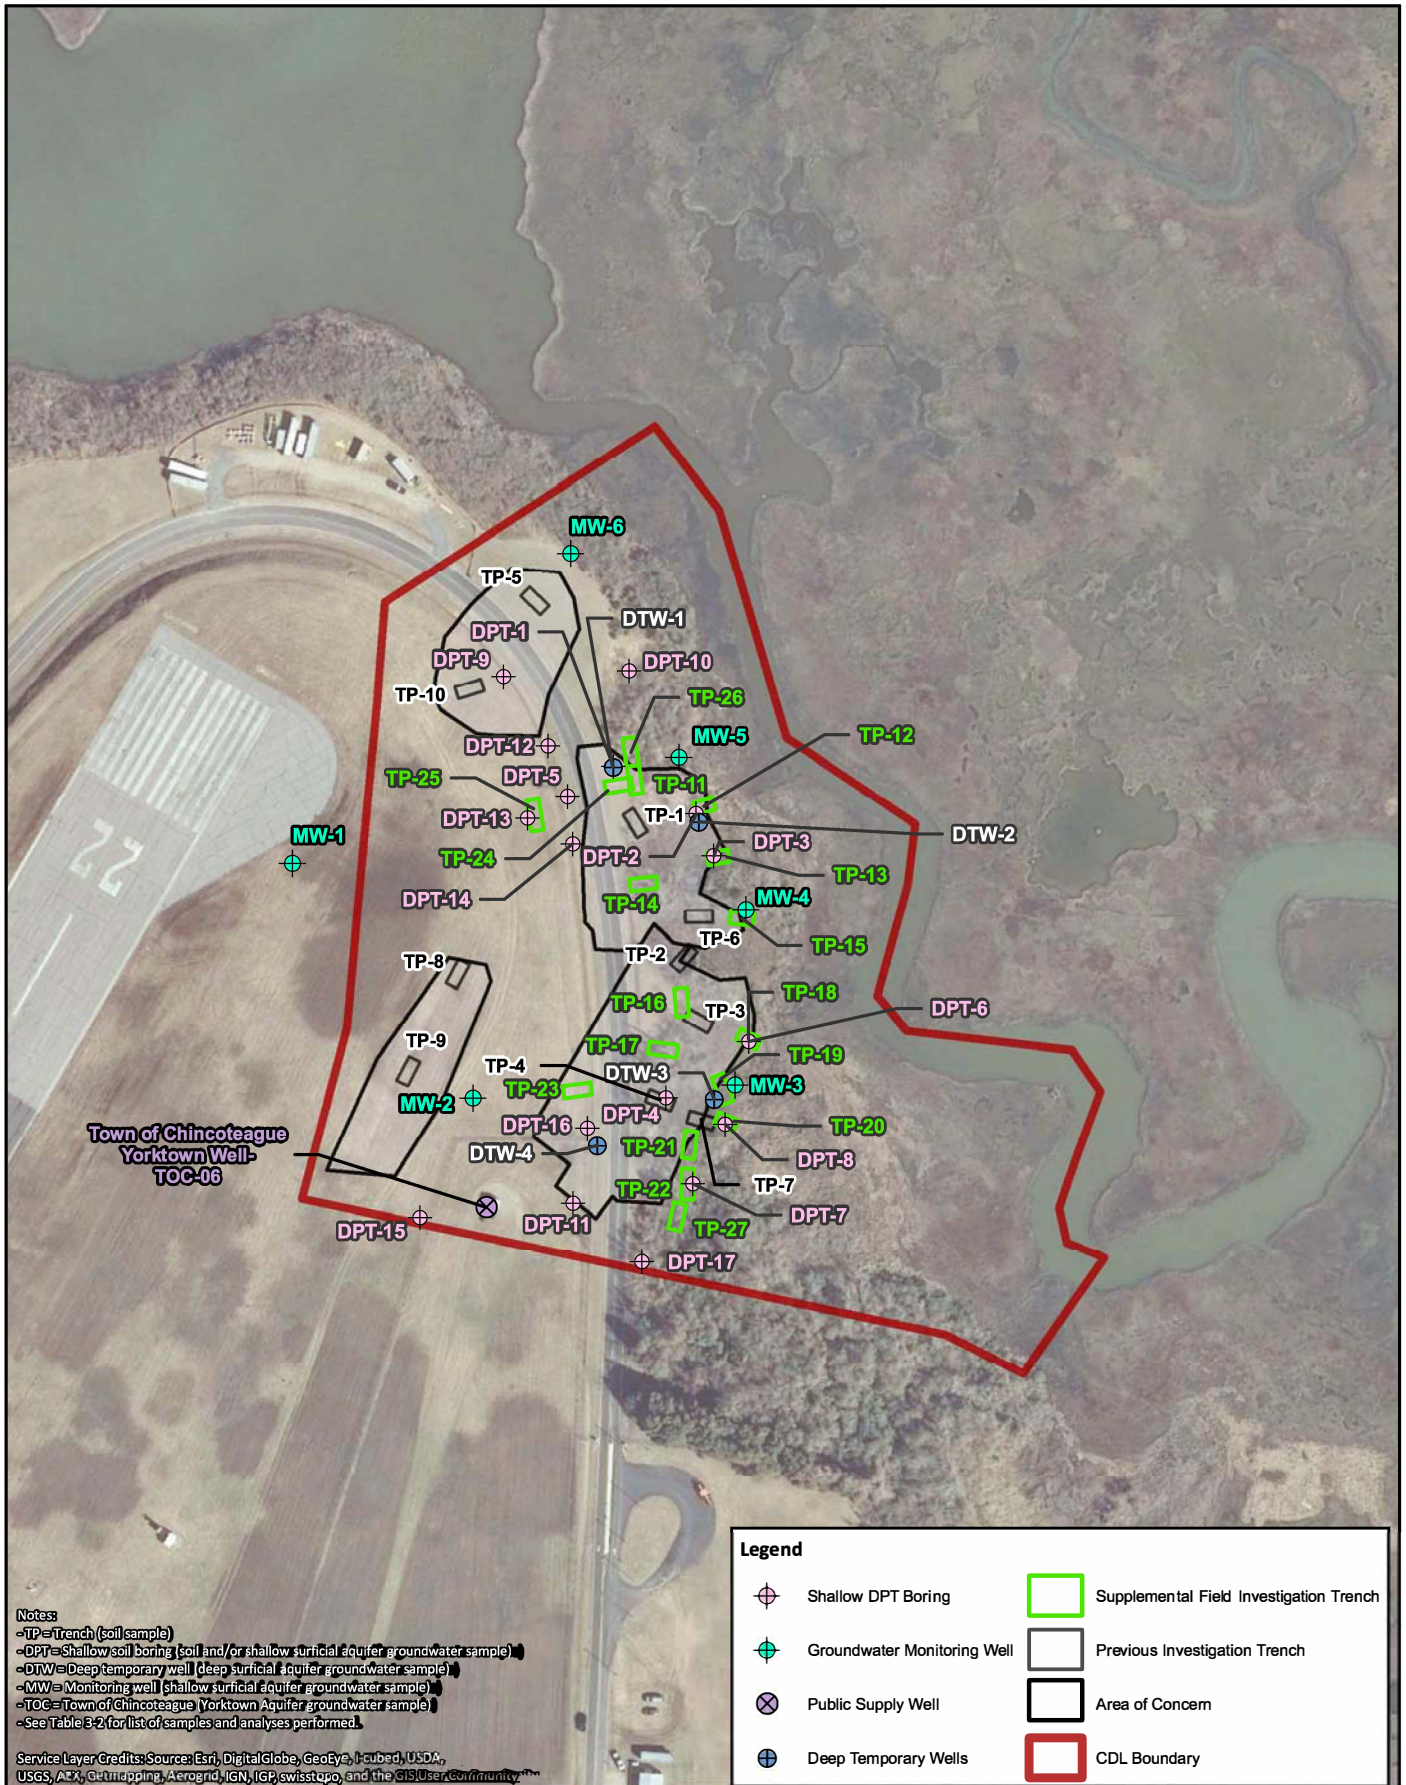 MW-6
TP-5
DTW-1
DPT-1
DPT-9
DPT-10
TP-10
TP-26
MW-5
TP-12
DPT-12
TP-25
DPT-5
TP-11
DPT-13
TP-1
MW-1
DTW-2
DPT-3
TP-24
DPT-2
TP-13
DPT-14
TP-14
MW-4
TP-6
TP-15
TP-2
TP-8
TP-16
TP-18
TP-3
DPT-6
TP-9
TP-17
TP-19
TP-4
DTW-3
MW-3
TP-23
MW-2
DPT-4
DPT-16
TP-20
TP-21
DTW-4
DPT-8
TP-7
TP-22
DPT-7
DPT-11
TP-27
DPT-15
DPT-17
22
Town of Chincoteague
Yorktown Well-
TOC-06
Notes:
- TP = Trench (soil sample)
- DPT = Shallow soil boring (soil and/or shallow surficial aquifer groundwater sample)
- DTW = Deep temporary well (deep surficial aquifer groundwater sample)
- MW = Monitoring well (shallow surficial aquifer groundwater sample)
- TOC = Town of Chincoteague (Yorktown Aquifer groundwater sample)
- See Table 3-2 for list of samples and analyses performed.
Service Layer Credits: Source: Esri, DigitalGlobe, GeoEye, i-cubed, USDA,
USGS, AEX, Getmapping, Aerogrid, IGN, IGP, swisstopo, and the GIS User Community
Legend
Shallow DPT Boring
Groundwater Monitoring Well
Public Supply Well
Deep Temporary Wells
Supplemental Field Investigation Trench
Previous Investigation Trench
Area of Concern
CDL Boundary